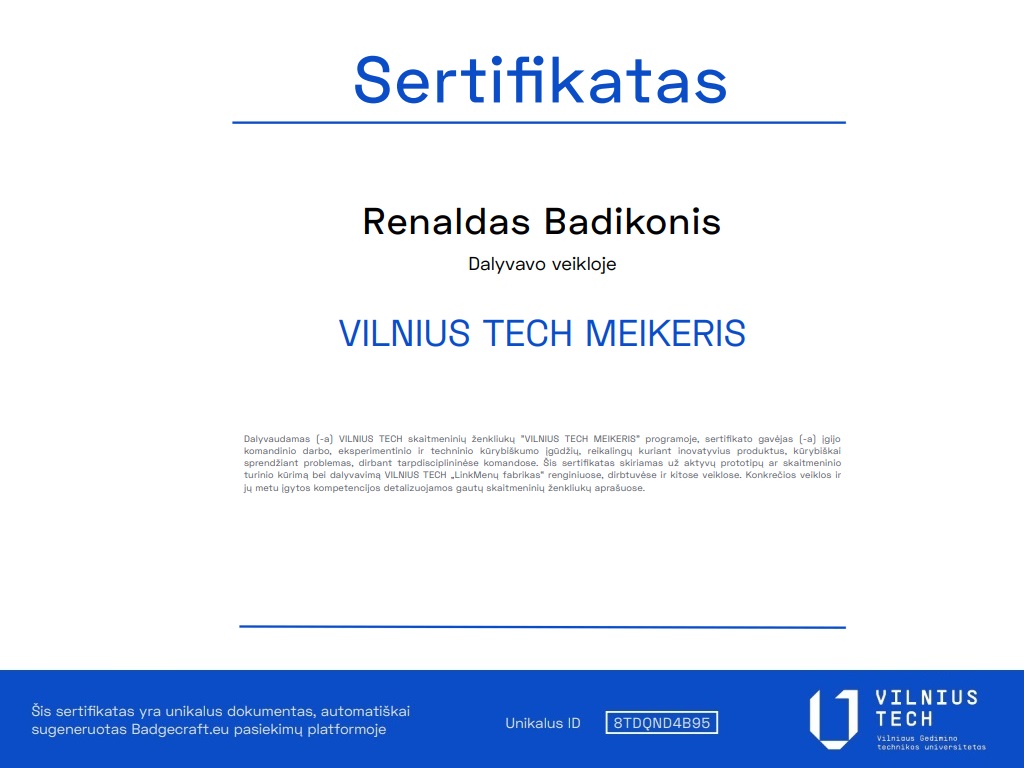 Sertifikatas
Renaldas Badikonis
Dalyvavo veikloje
VILNIUS TECH MEIKERIS
Dalyvaudamas (-a) VILNIUS TECH skaitmeninių ženkliukų "VILNIUS TECH MEIKERIS" programoje, sertifikato gavėjas (-a) įgijo
komandinio darbo, eksperimentinio ir techninio kūrybiškumo įgūdžių, reikalingų kuriant inovatyvius produktus, kūrybiškai
sprendžiant problemas, dirbant tarpdisciplininėse komandose. Šis sertifikatas skiriamas už aktyvų prototipų ar skaitmeninio
turinio kūrimą bei dalyvavimą VILNIUS TECH „LinkMenų fabrikas" renginiuose, dirbtuvėse ir kitose veiklose. Konkrečios veiklos ir
jų metu įgytos kompetencijos detalizuojamos gautų skaitmeninių ženkliukų aprašuose.
Šis sertifikatas yra unikalus dokumentas, automatiškai
sugeneruotas Badgecraft.eu pasiekimų platformoje
Unikalus ID 8TDQND4B95
VILNIUS
TECH
Vilniaus Gedimino
technikos universitetas